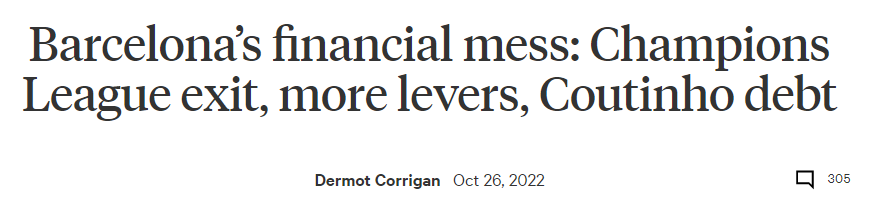 Barcelona’s financial mess: Champions
League exit, more levers, Coutinho debt
Dermot Corrigan Oct 26, 2022 305